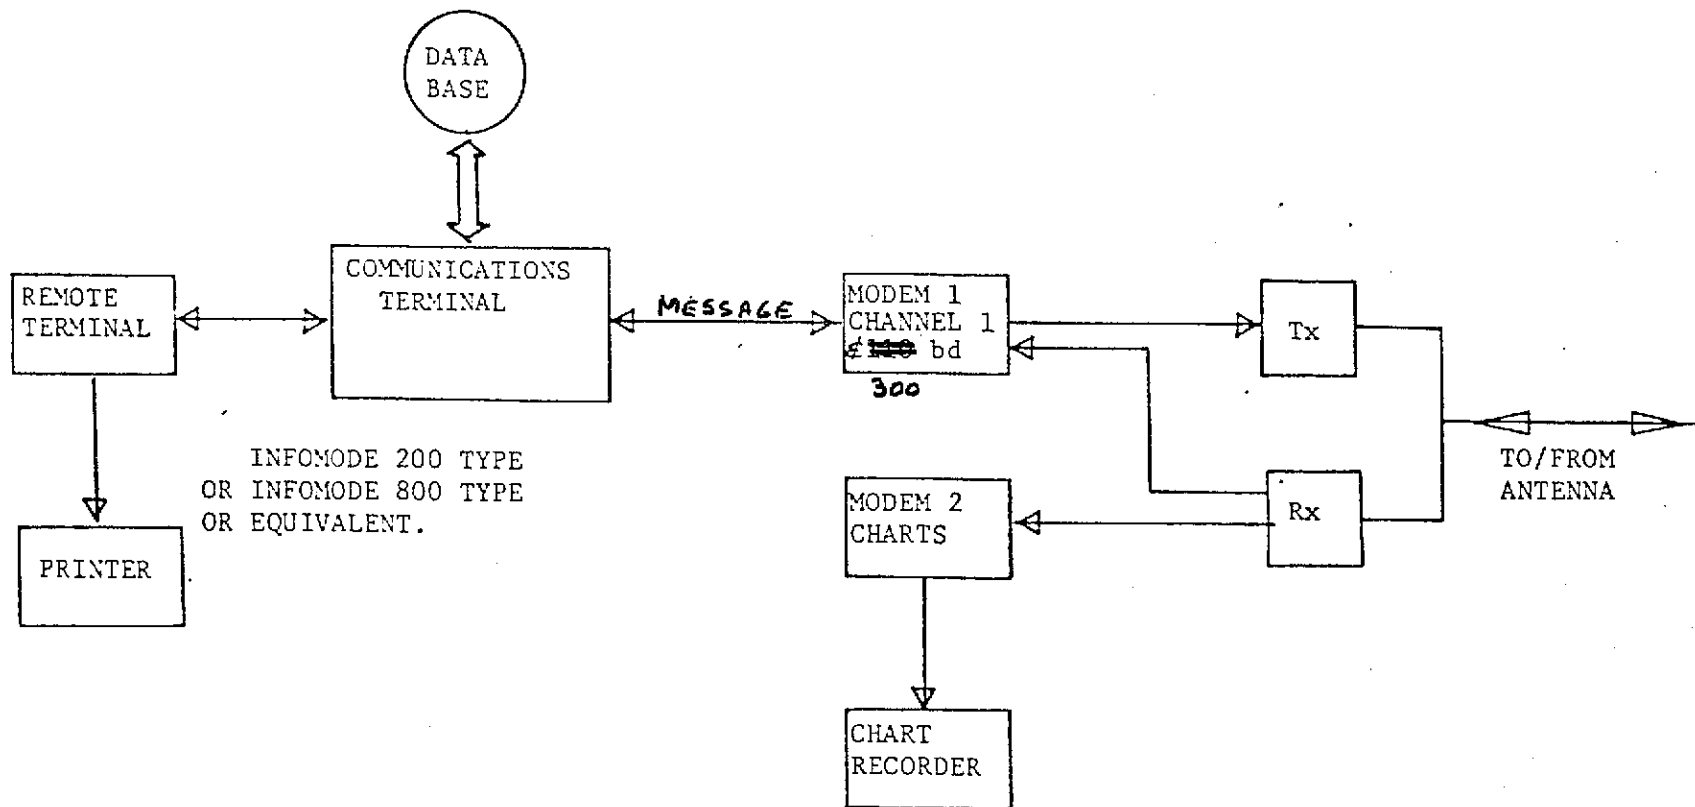 DATA
BASE
COMMUNICATIONS
TERMINAL
REMOTE
TERMINAL
MESSAGE
MODEM 1
CHANNEL 1
bd
300
Tx
INFOMODE 200 TYPE
OR INFOMODE 800 TYPE
OR EQUIVALENT.
PRINTER
MODEM 2
CHARTS
Rx
TO/FROM
ANTENNA
CHART
RECORDER